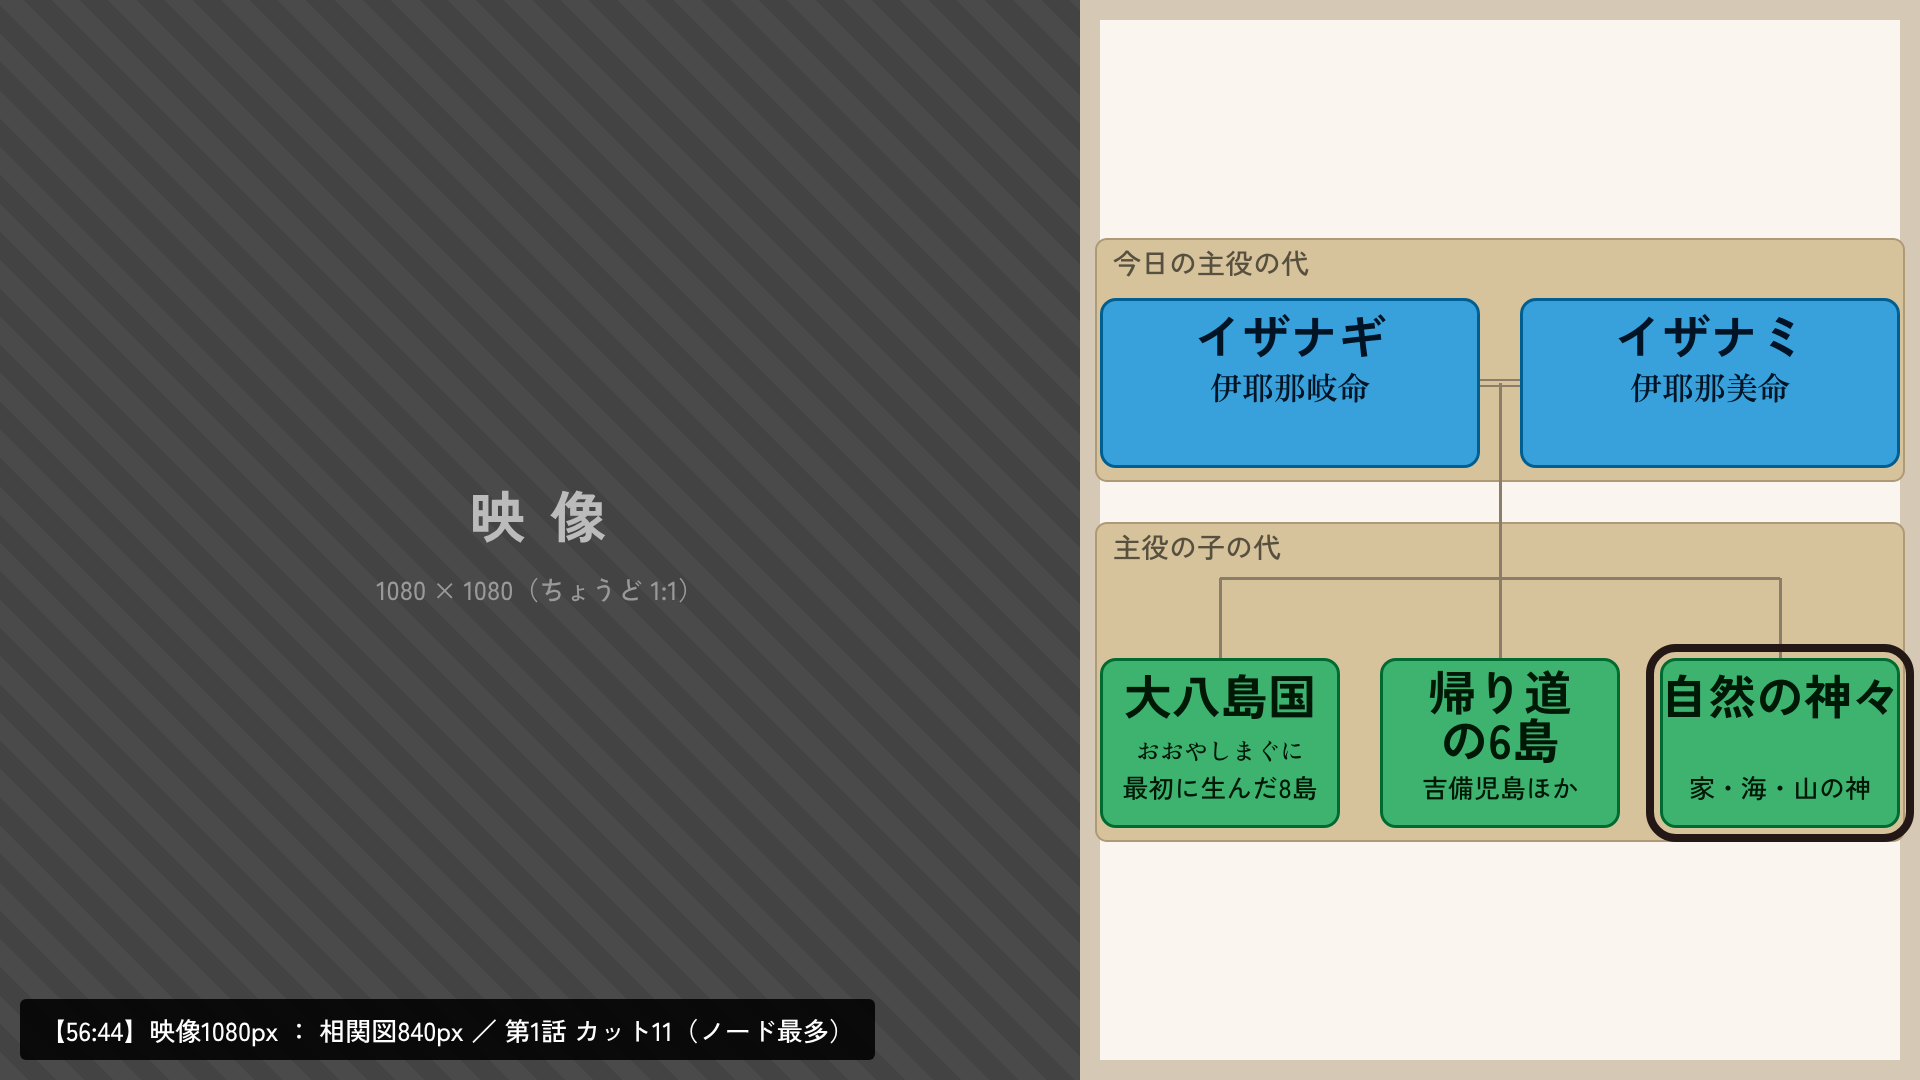 映 像
1080 × 1080（ちょうど 1:1）
【56:44】映像1080px ： 相関図840px ／ 第1話 カット11（ノード最多）
今日の主役の代
イザナギ
伊耶那岐命
イザナミ
伊耶那美命
主役の子の代
大八島国
おおやしまぐに
最初に生んだ8島
帰り道
の6島
吉備児島ほか
自然の神々
家・海・山の神